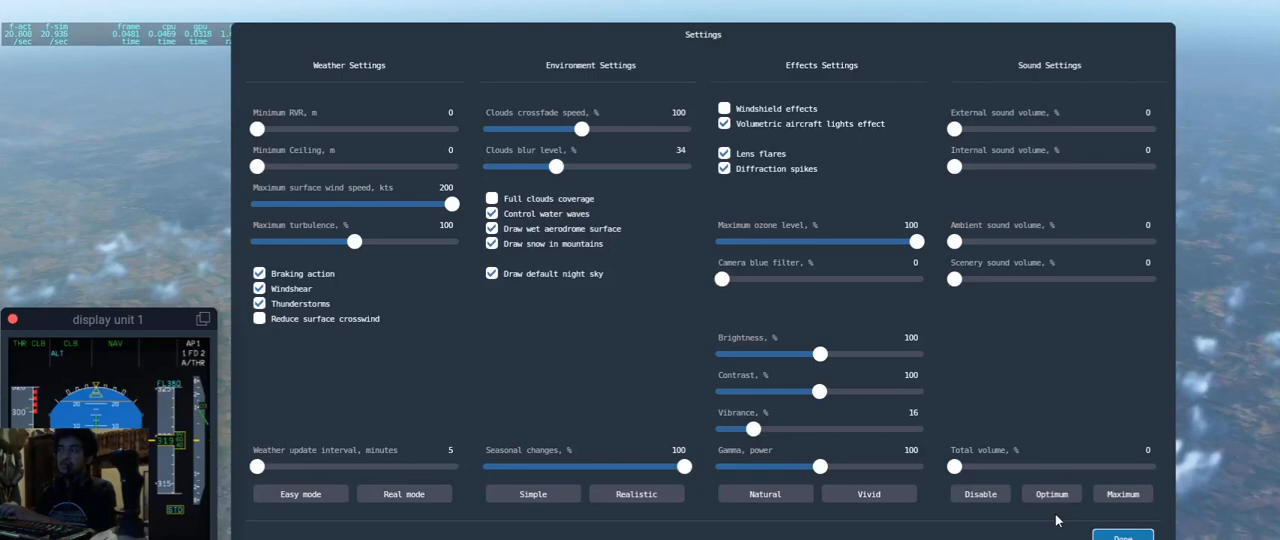 f-act f-sim frame cpu gpu
20.808 20.936 0.0481 0.0469 0.0318
/sec /sec time time time
Settings
Weather Settings
Minimum RVR, m 0
Minimum Ceiling, m 0
Maximum surface wind speed, kts 200
Maximum turbulence, % 100
Braking action
Windshear
Thunderstorms
Reduce surface crosswind
Weather update interval, minutes 5
Easy mode Real mode
Environment Settings
Clouds crossfade speed, % 100
Clouds blur level, % 34
Full clouds coverage
Control water waves
Draw wet aerodrome surface
Draw snow in mountains
Draw default night sky
Seasonal changes, % 100
Simple Realistic
Effects Settings
Windshield effects
Volumetric aircraft lights effect
Lens flares
Diffraction spikes
Maximum ozone level, % 100
Camera blue filter, % 0
Brightness, % 100
Contrast, % 100
Vibrance, % 16
Gamma, power 100
Natural Vivid
Sound Settings
External sound volume, % 0
Internal sound volume, % 0
Ambient sound volume, % 0
Scenery sound volume, % 0
Total volume, % 0
Disable Optimum Maximum
Done
display unit 1
THR CLB CLB NAV AP1
ALT 1 FD 2
A/THR
FL380
300
319
STD